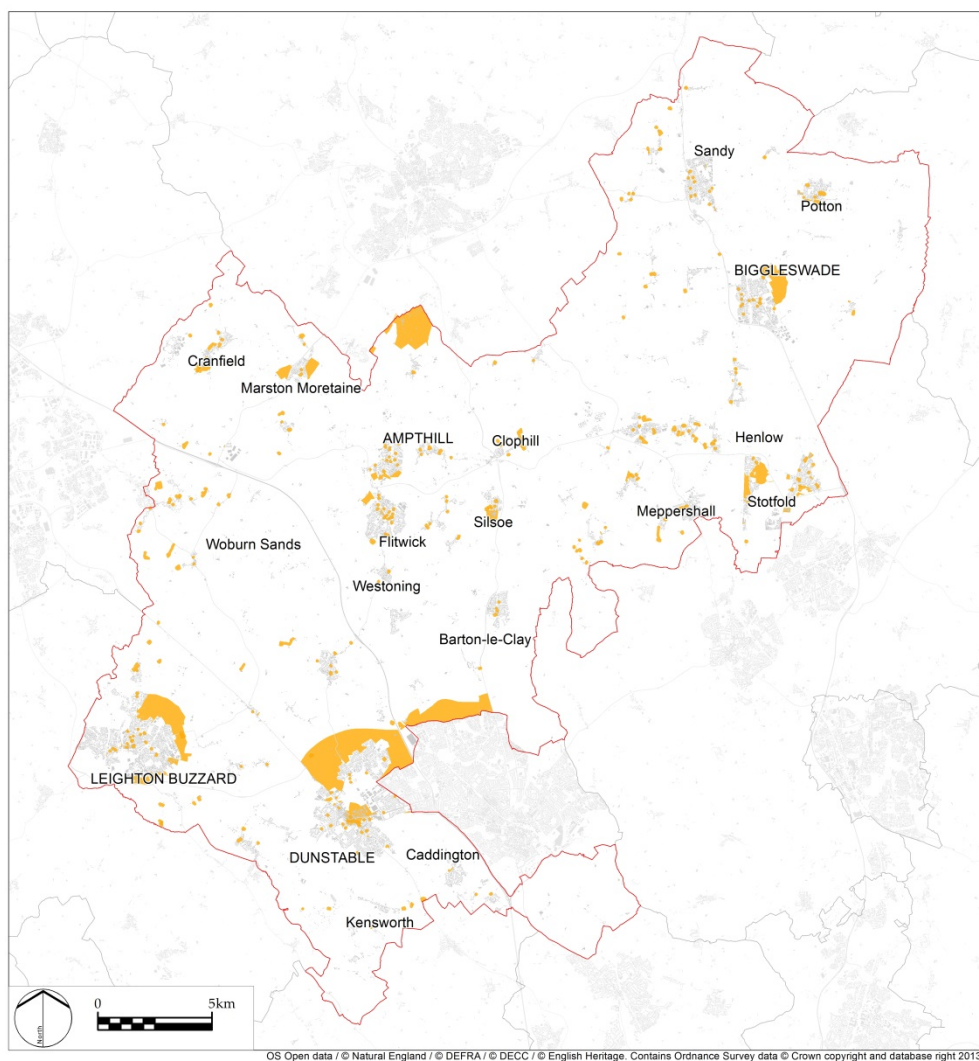 Sandy
Potton
BIGGLESWADE
Cranfield
Marston Moretaine
AMPTHILL
Clophill
Henlow
Silsoe
Meppershall
Stotfold
Flitwick
Woburn Sands
Westoning
Barton-le-Clay
LEIGHTON BUZZARD
DUNSTABLE
Caddington
Kensworth
North
0 5km
OS Open data / © Natural England / © DEFRA / © DECC / © English Heritage. Contains Ordnance Survey data © Crown copyright and database right